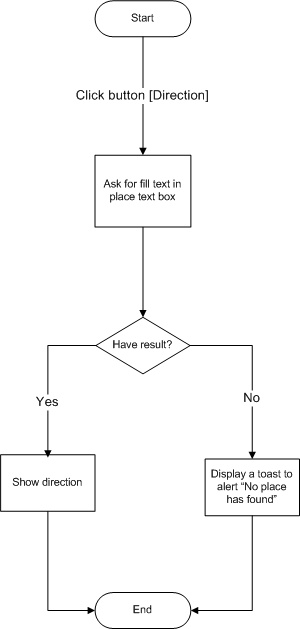 Start
Click button [Direction]
Ask for fill text in
place text box
Have result?
Yes
No
Show direction
Display a toast to
alert “No place
has found”
End